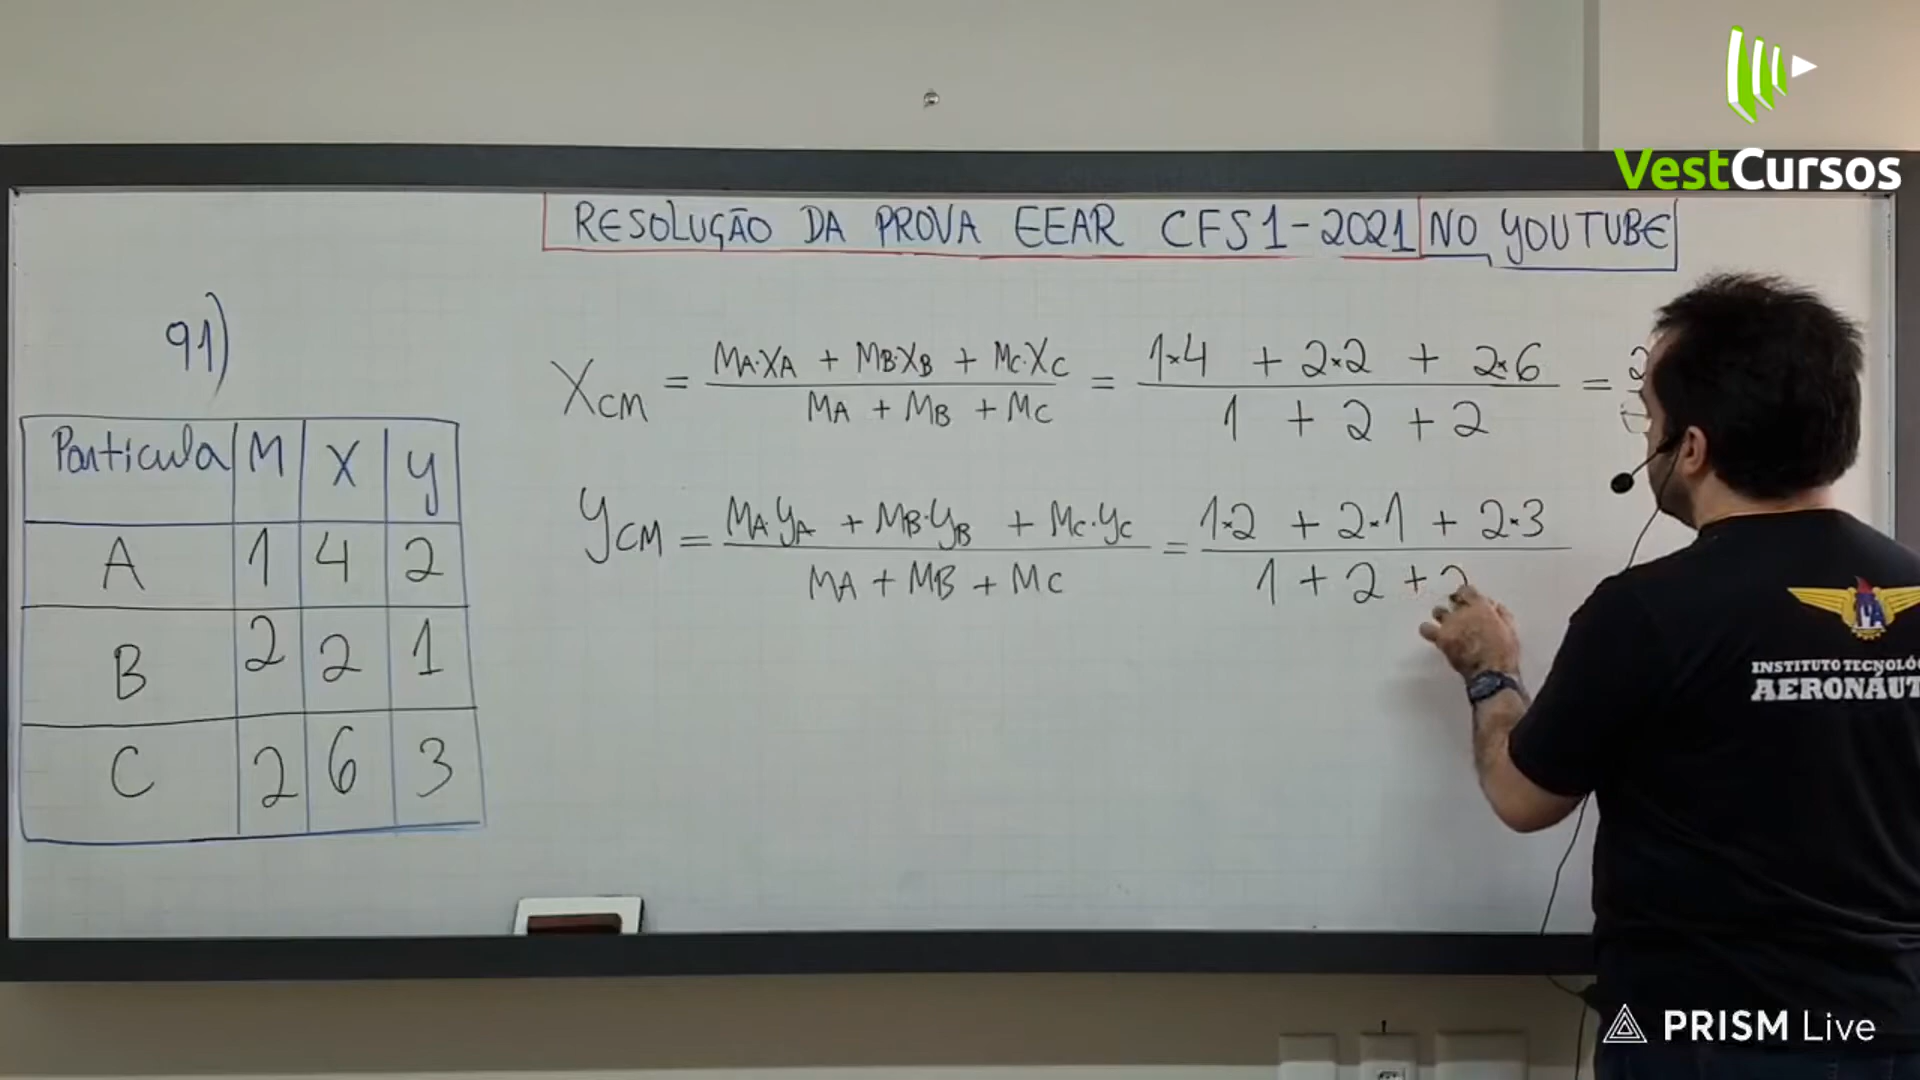 VestCursos
RESOLUÇÃO DA PROVA EEAR CFS1-2021 NO YOUTUBE
91)
XCM = MA·XA + MB·XB + MC·XC / MA + MB + MC = 1×4 + 2×2 + 2×6 / 1 + 2 + 2 = 2
yCM = MA·yA + MB·yB + MC·yC / MA + MB + MC = 1×2 + 2×1 + 2×3 / 1 + 2 + 2
Partícula M X y
A 1 4 2
B 2 2 1
C 2 6 3
INSTITUTO TECNOLÓ
AERONÁUT
PRISM Live